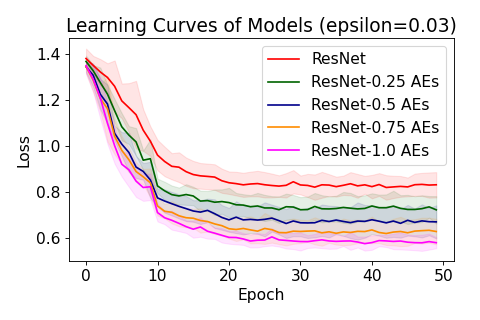 Learning Curves of Models (epsilon=0.03)
1.4
1.2
1.0
0.8
0.6
Loss
ResNet
ResNet-0.25 AEs
ResNet-0.5 AEs
ResNet-0.75 AEs
ResNet-1.0 AEs
0 10 20 30 40 50
Epoch